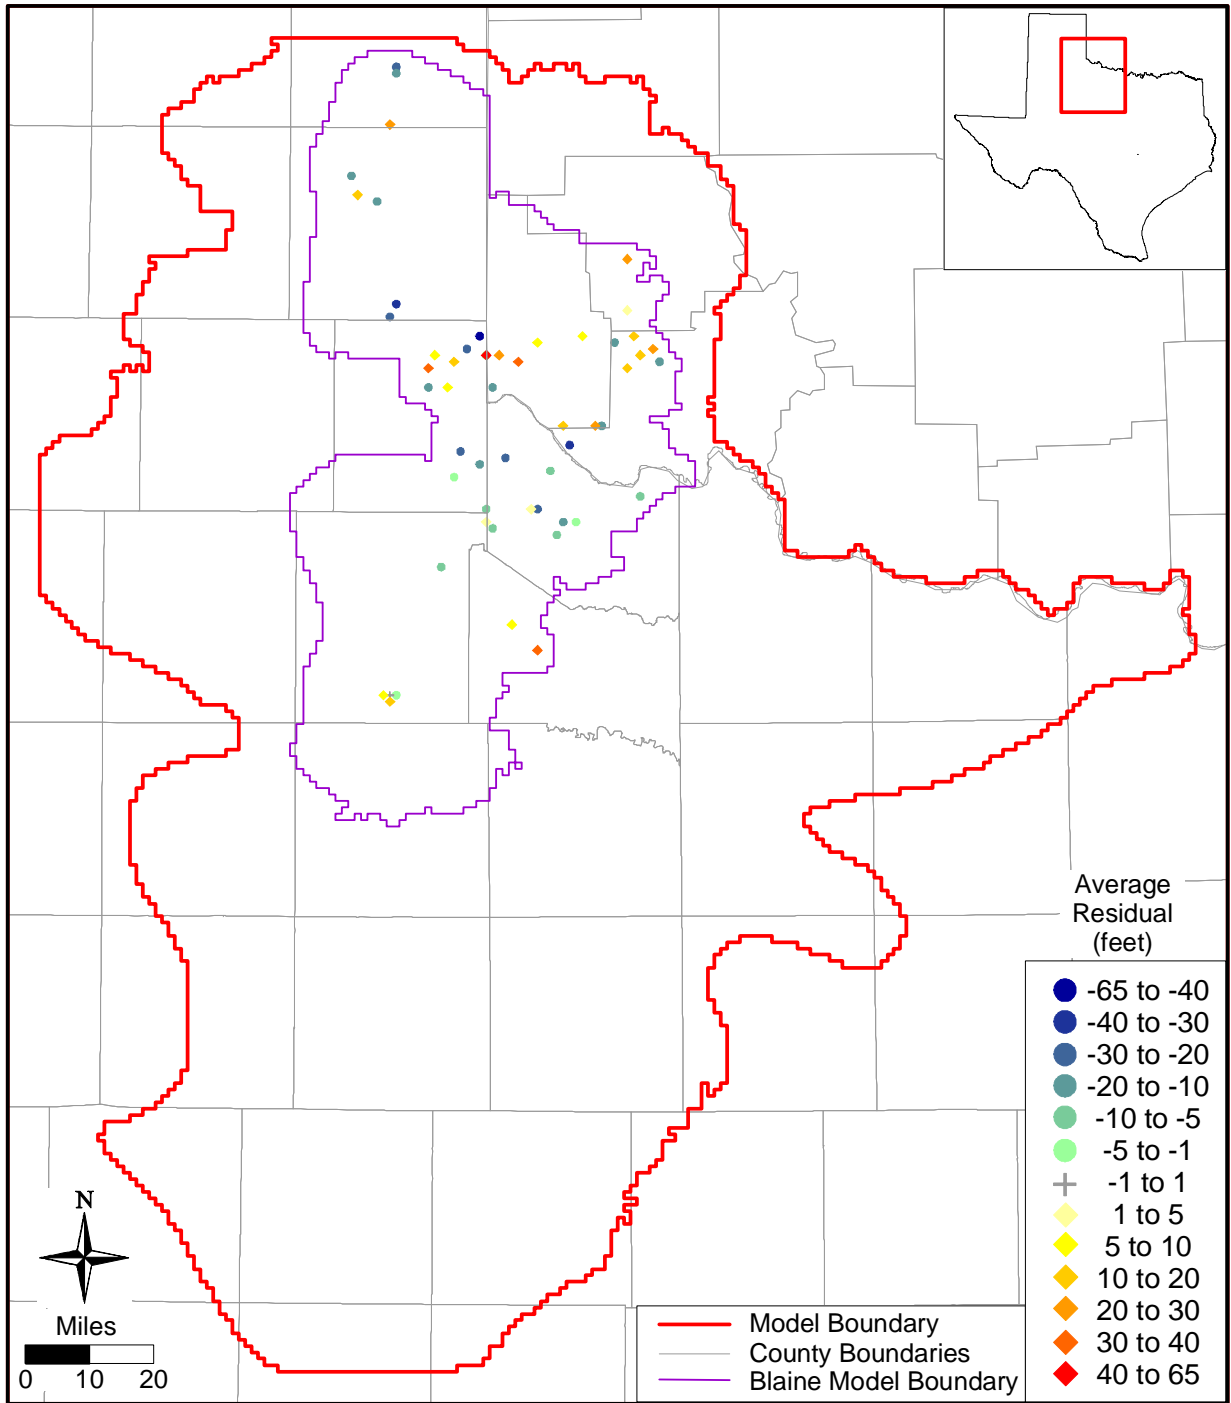 Average
Residual
(feet)
-65 to -40
-40 to -30
-30 to -20
-20 to -10
-10 to -5
-5 to -1
-1 to 1
1 to 5
5 to 10
10 to 20
20 to 30
30 to 40
40 to 65
N
Miles
0 10 20
Model Boundary
County Boundaries
Blaine Model Boundary